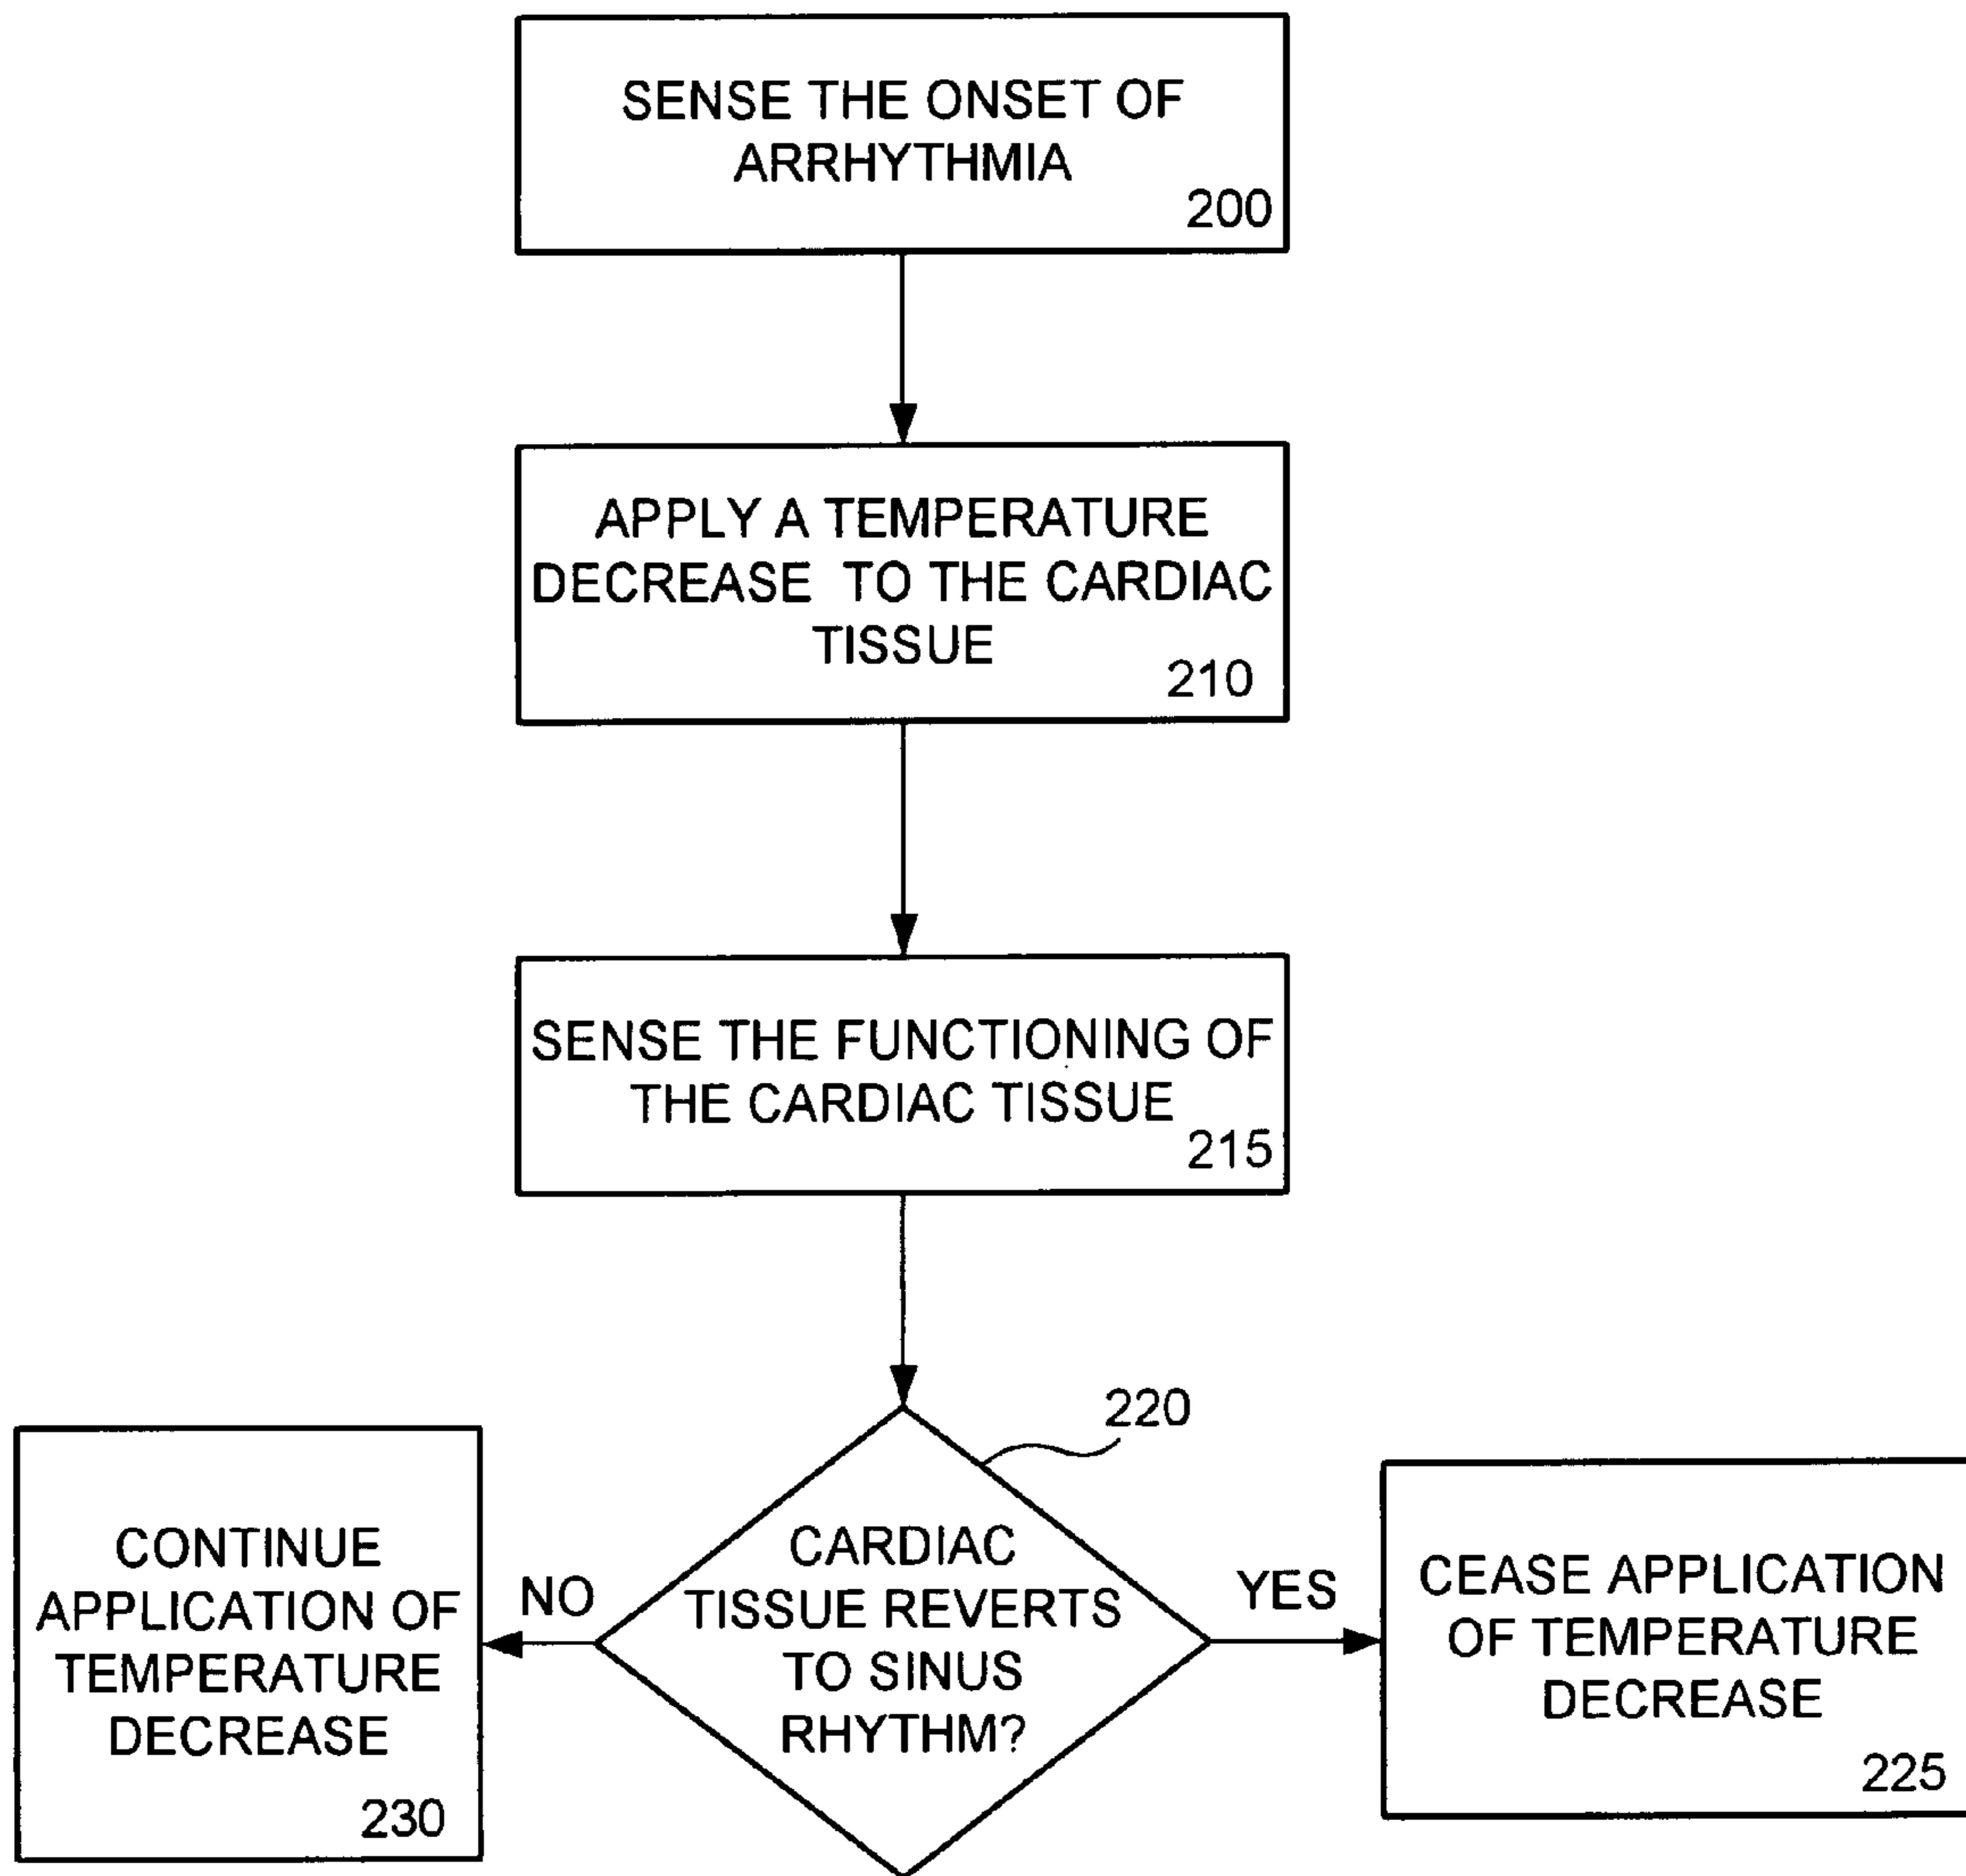 SENSE THE ONSET OF
ARRHYTHMIA
200
APPLY A TEMPERATURE
DECREASE TO THE CARDIAC
TISSUE
210
SENSE THE FUNCTIONING OF
THE CARDIAC TISSUE
215
220
CARDIAC
TISSUE REVERTS
TO SINUS
RHYTHM?
NO
YES
CONTINUE
APPLICATION OF
TEMPERATURE
DECREASE
230
CEASE APPLICATION
OF TEMPERATURE
DECREASE
225